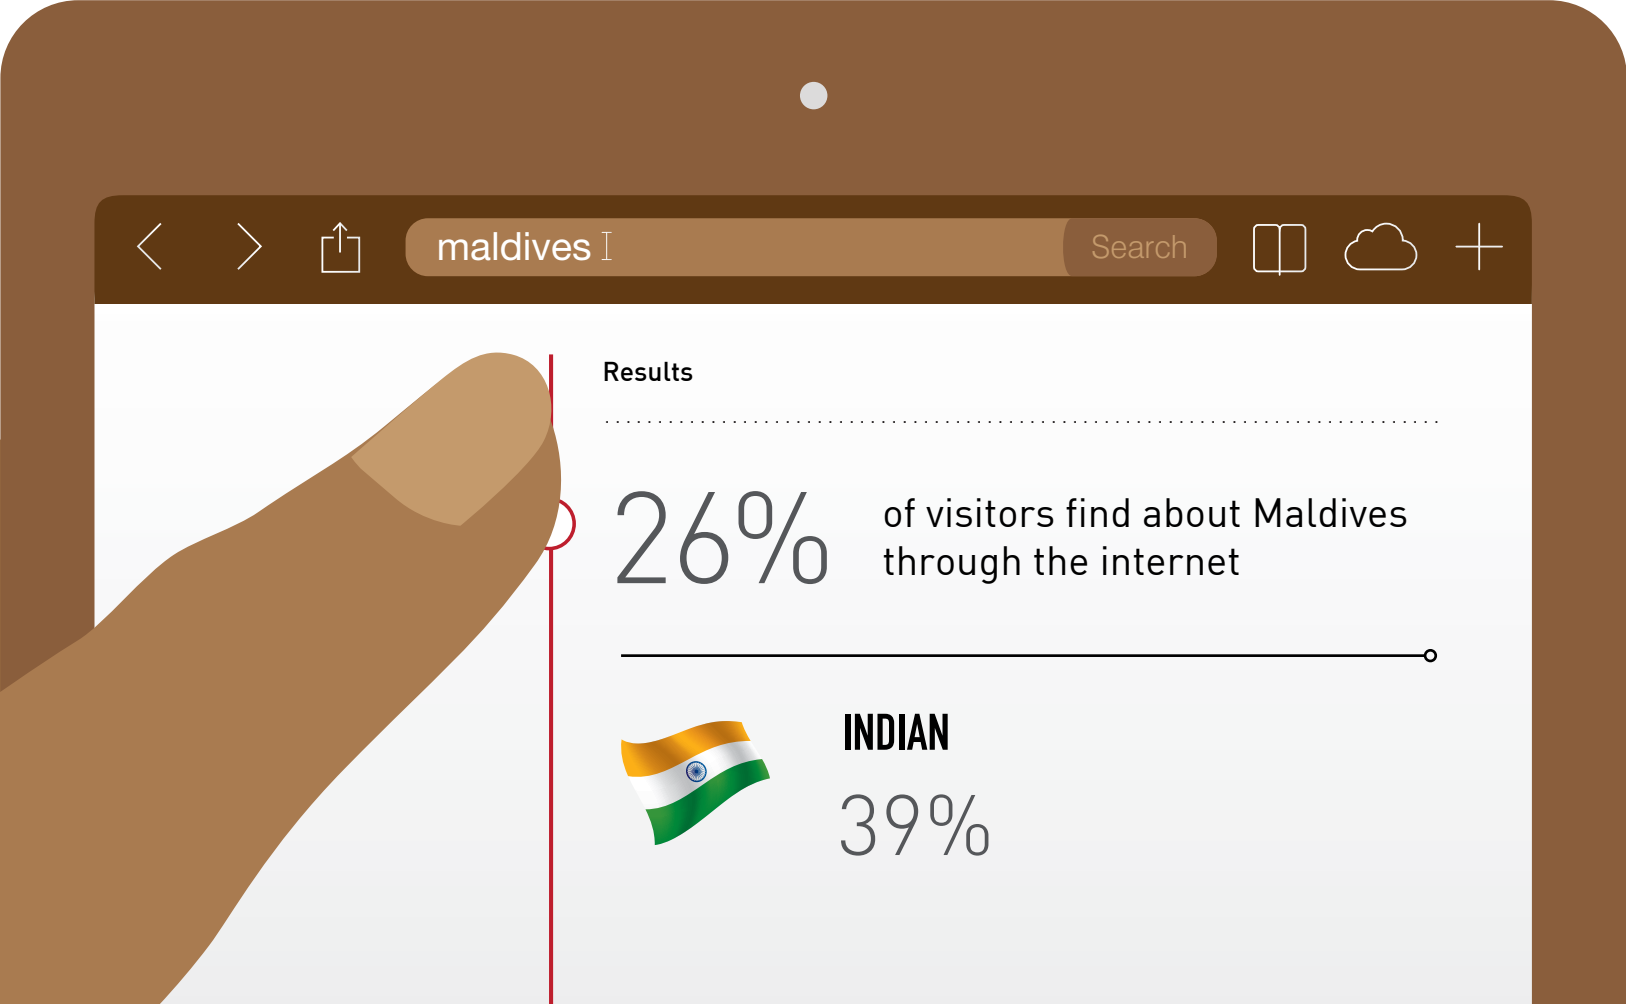 maldives
Search
Results
26%
of visitors find about Maldives
through the internet
INDIAN
39%